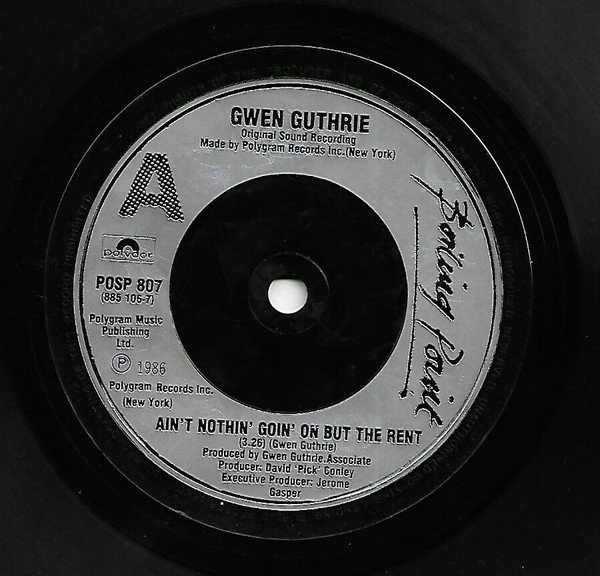 GWEN GUTHRIE
Original Sound Recording
Made by Polygram Records Inc.(New York)
A
polydor
POSP 807
(885 106-7)
Polygram Music
Publishing
Ltd.
Ⓟ 1986
Polygram Records Inc.
(New York)
Boring
AIN'T NOTHIN' GOIN' ON BUT THE RENT
(3.26) (Gwen Guthrie)
Produced by Gwen Guthrie.Associate
Producer: David 'Pick' Conley
Executive Producer: Jerome
Gasper